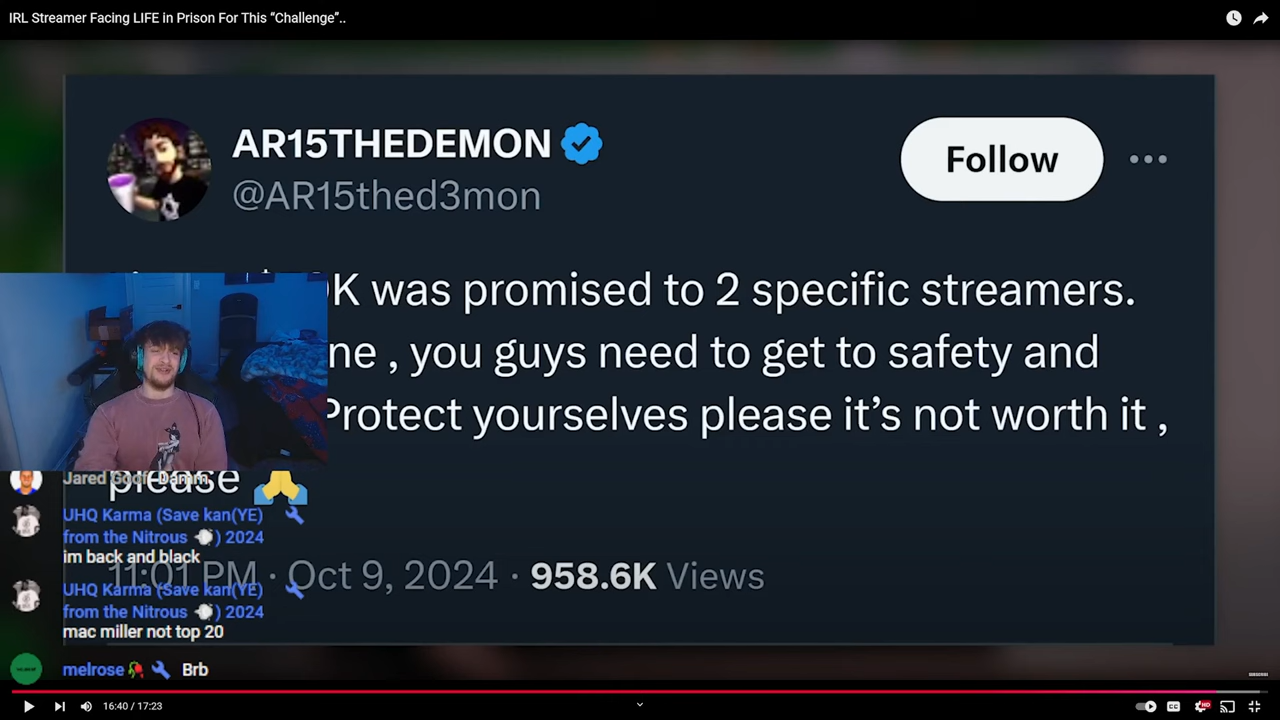 IRL Streamer Facing LIFE in Prison For This “Challenge”..
AR15THEDEMON
@AR15thed3mon
Follow
K was promised to 2 specific streamers.
ne , you guys need to get to safety and
Protect yourselves please it’s not worth it ,
please 🙏
11:01 PM · Oct 9, 2024 · 958.6K Views
Jared Goff Damm
UHQ Karma (Save kan(YE)
from the Nitrous ) 2024
im back and black
UHQ Karma (Save kan(YE)
from the Nitrous ) 2024
mac miller not top 20
melrose🥀 Brb
16:40 / 17:23
CC
HD